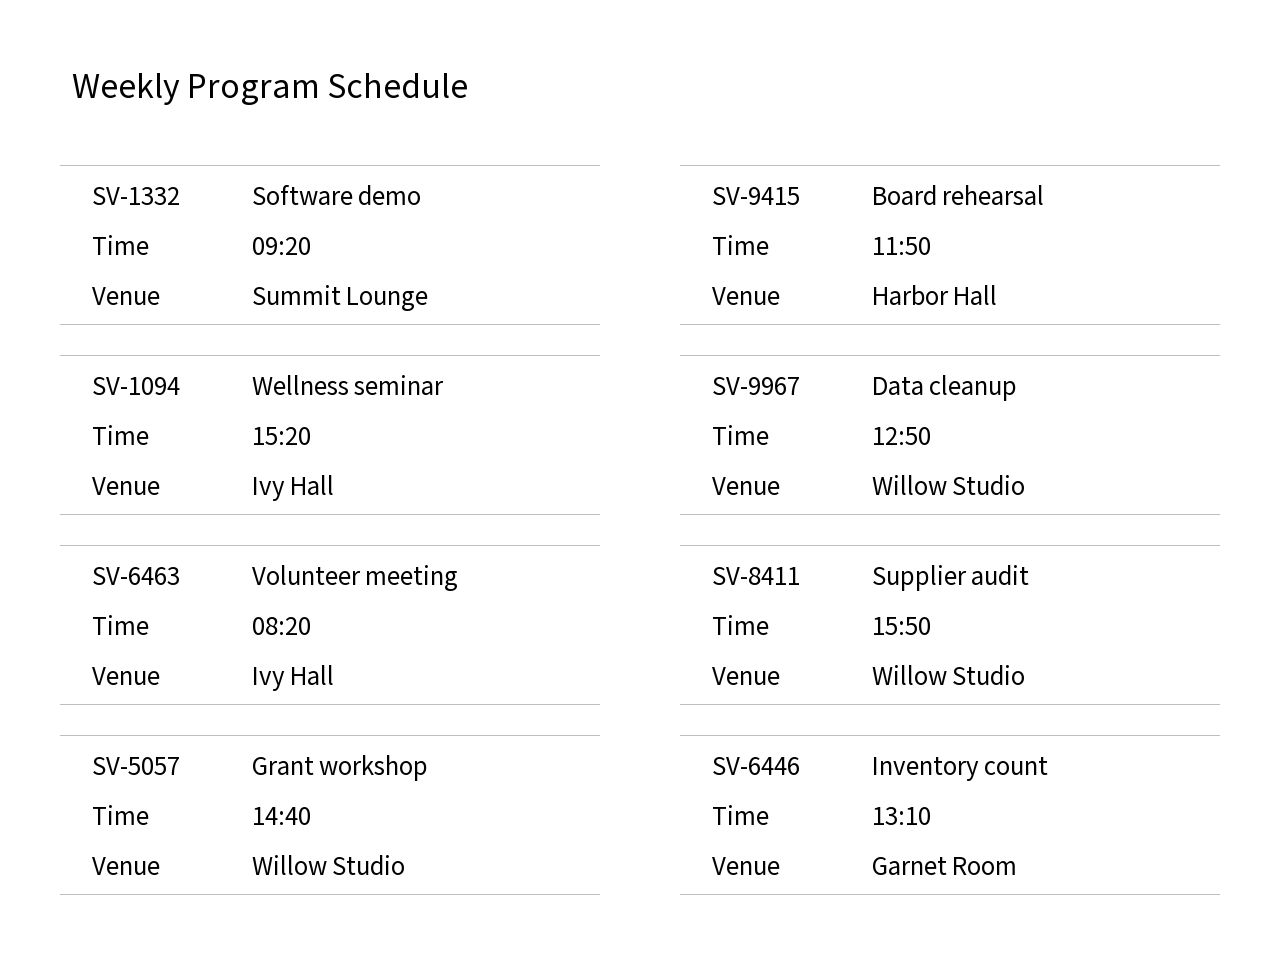 Weekly Program Schedule
SV-1332 Software demo
Time 09:20
Venue Summit Lounge
SV-1094 Wellness seminar
Time 15:20
Venue Ivy Hall
SV-6463 Volunteer meeting
Time 08:20
Venue Ivy Hall
SV-5057 Grant workshop
Time 14:40
Venue Willow Studio
SV-9415 Board rehearsal
Time 11:50
Venue Harbor Hall
SV-9967 Data cleanup
Time 12:50
Venue Willow Studio
SV-8411 Supplier audit
Time 15:50
Venue Willow Studio
SV-6446 Inventory count
Time 13:10
Venue Garnet Room